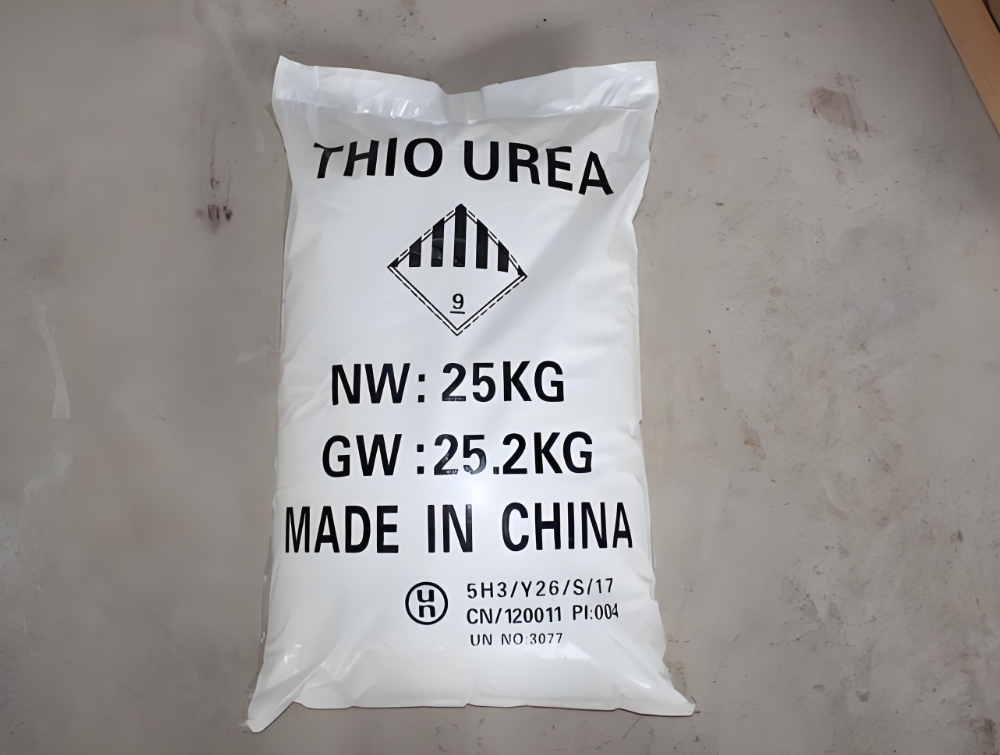 THIO UREA
9
NW: 25KG
GW:25.2KG
MADE IN CHINA
un
5H3/Y26/S/17
CN/120011 PI:004
UN NO:3077